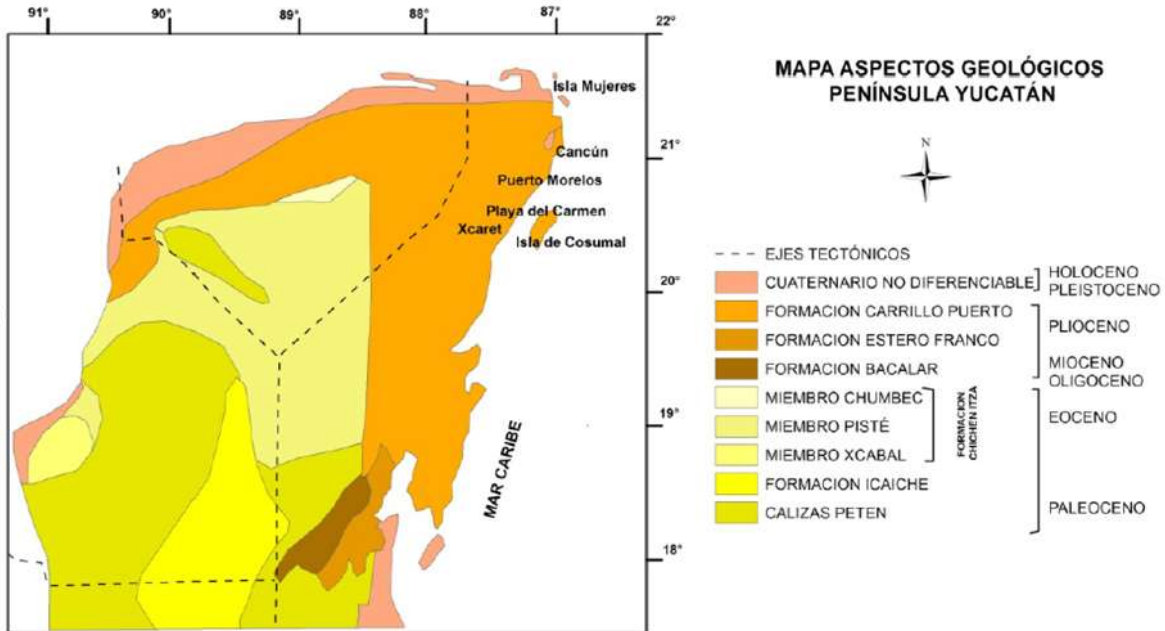 91°
90°
89°
88°
87°
22°
21°
20°
19°
18°
Isla Mujeres
Cancún
Puerto Morelos
Playa del Carmen
Xcaret
Isla de Cosumal
MAR CARIBE
MAPA ASPECTOS GEOLÓGICOS
PENÍNSULA YUCATÁN
N
EJES TECTÓNICOS
CUATERNARIO NO DIFERENCIABLE
FORMACION CARRILLO PUERTO
FORMACION ESTERO FRANCO
FORMACION BACALAR
MIEMBRO CHUMBEC
MIEMBRO PISTÉ
MIEMBRO XCABAL
FORMACION ICAICHE
CALIZAS PETEN
FORMACION
CHICHEN ITZA
HOLOCENO
PLEISTOCENO
PLIOCENO
MIOCENO
OLIGOCENO
EOCENO
PALEOCENO